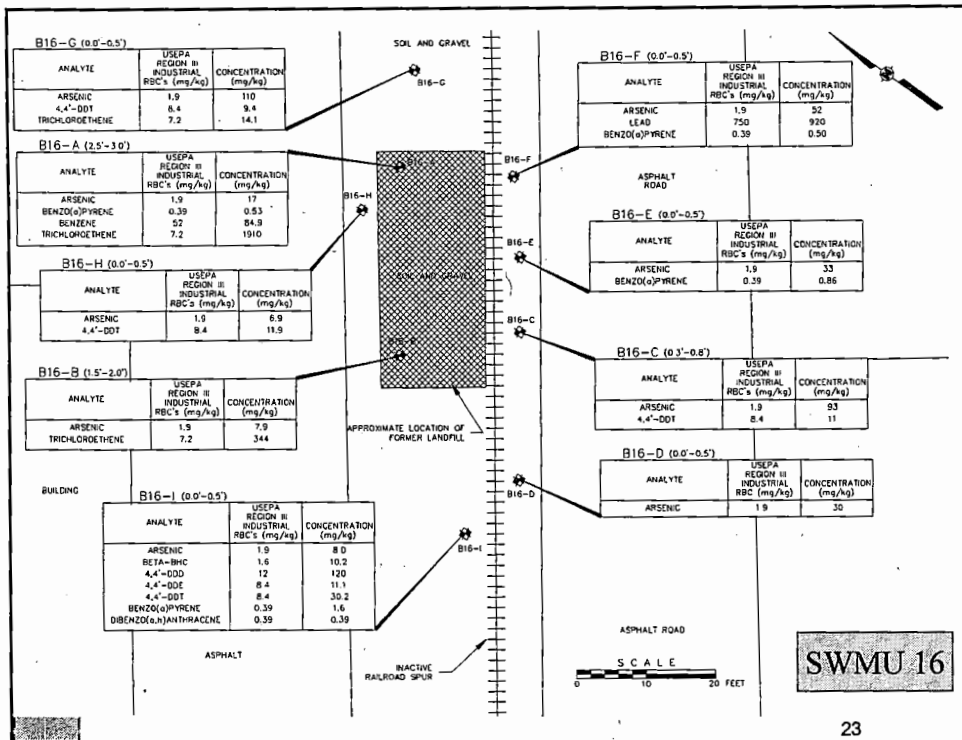 B16-G (0.0'-0.5')
ANALYTE
USEPA
REGION III
INDUSTRIAL
RBC's (mg/kg)
CONCENTRATION
(mg/kg)
ARSENIC 1.9 110
4,4'-DDT 8.4 9.4
TRICHLOROETHENE 7.2 14.1
B16-A (2.5'-3.0')
ANALYTE
USEPA
REGION III
INDUSTRIAL
RBC's (mg/kg)
CONCENTRATION
(mg/kg)
ARSENIC 1.9 17
BENZO(a)PYRENE 0.39 0.53
BENZENE 52 84.9
TRICHLOROETHENE 7.2 1910
B16-H (0.0'-0.5')
ANALYTE
USEPA
REGION III
INDUSTRIAL
RBC's (mg/kg)
CONCENTRATION
(mg/kg)
ARSENIC 1.9 6.9
4,4'-DDT 8.4 11.9
B16-B (1.5'-2.0')
ANALYTE
USEPA
REGION III
INDUSTRIAL
RBC's (mg/kg)
CONCENTRATION
(mg/kg)
ARSENIC 1.9 7.9
TRICHLOROETHENE 7.2 344
BUILDING
B16-I (0.0'-0.5')
ANALYTE
USEPA
REGION III
INDUSTRIAL
RBC's (mg/kg)
CONCENTRATION
(mg/kg)
ARSENIC 1.9 8.0
BETA-BHC 1.6 10.2
4,4'-DDD 12 120
4,4'-DDE 8.4 11.1
4,4'-DDT 8.4 30.2
BENZO(a)PYRENE 0.39 1.6
DIBENZO(a,h)ANTHRACENE 0.39 0.39
ASPHALT
SOIL AND GRAVEL
B16-G
B16-H
SOIL AND GRAVEL
APPROXIMATE LOCATION OF
FORMER LANDFILL
B16-I
INACTIVE
RAILROAD SPUR
B16-F
B16-E
B16-C
B16-D
B16-F (0.0'-0.5')
ANALYTE
USEPA
REGION III
INDUSTRIAL
RBC's (mg/kg)
CONCENTRATION
(mg/kg)
ARSENIC 1.9 52
LEAD 750 920
BENZO(a)PYRENE 0.39 0.50
ASPHALT
ROAD
B16-E (0.0'-0.5')
ANALYTE
USEPA
REGION III
INDUSTRIAL
RBC's (mg/kg)
CONCENTRATION
(mg/kg)
ARSENIC 1.9 33
BENZO(a)PYRENE 0.39 0.86
B16-C (0.3'-0.8')
ANALYTE
USEPA
REGION III
INDUSTRIAL
RBC's (mg/kg)
CONCENTRATION
(mg/kg)
ARSENIC 1.9 93
4,4'-DDT 8.4 11
B16-D (0.0'-0.5')
ANALYTE
USEPA
REGION III
INDUSTRIAL
RBC (mg/kg)
CONCENTRATION
(mg/kg)
ARSENIC 1.9 30
ASPHALT ROAD
SCALE
0 10 20 FEET
SWMU 16
23